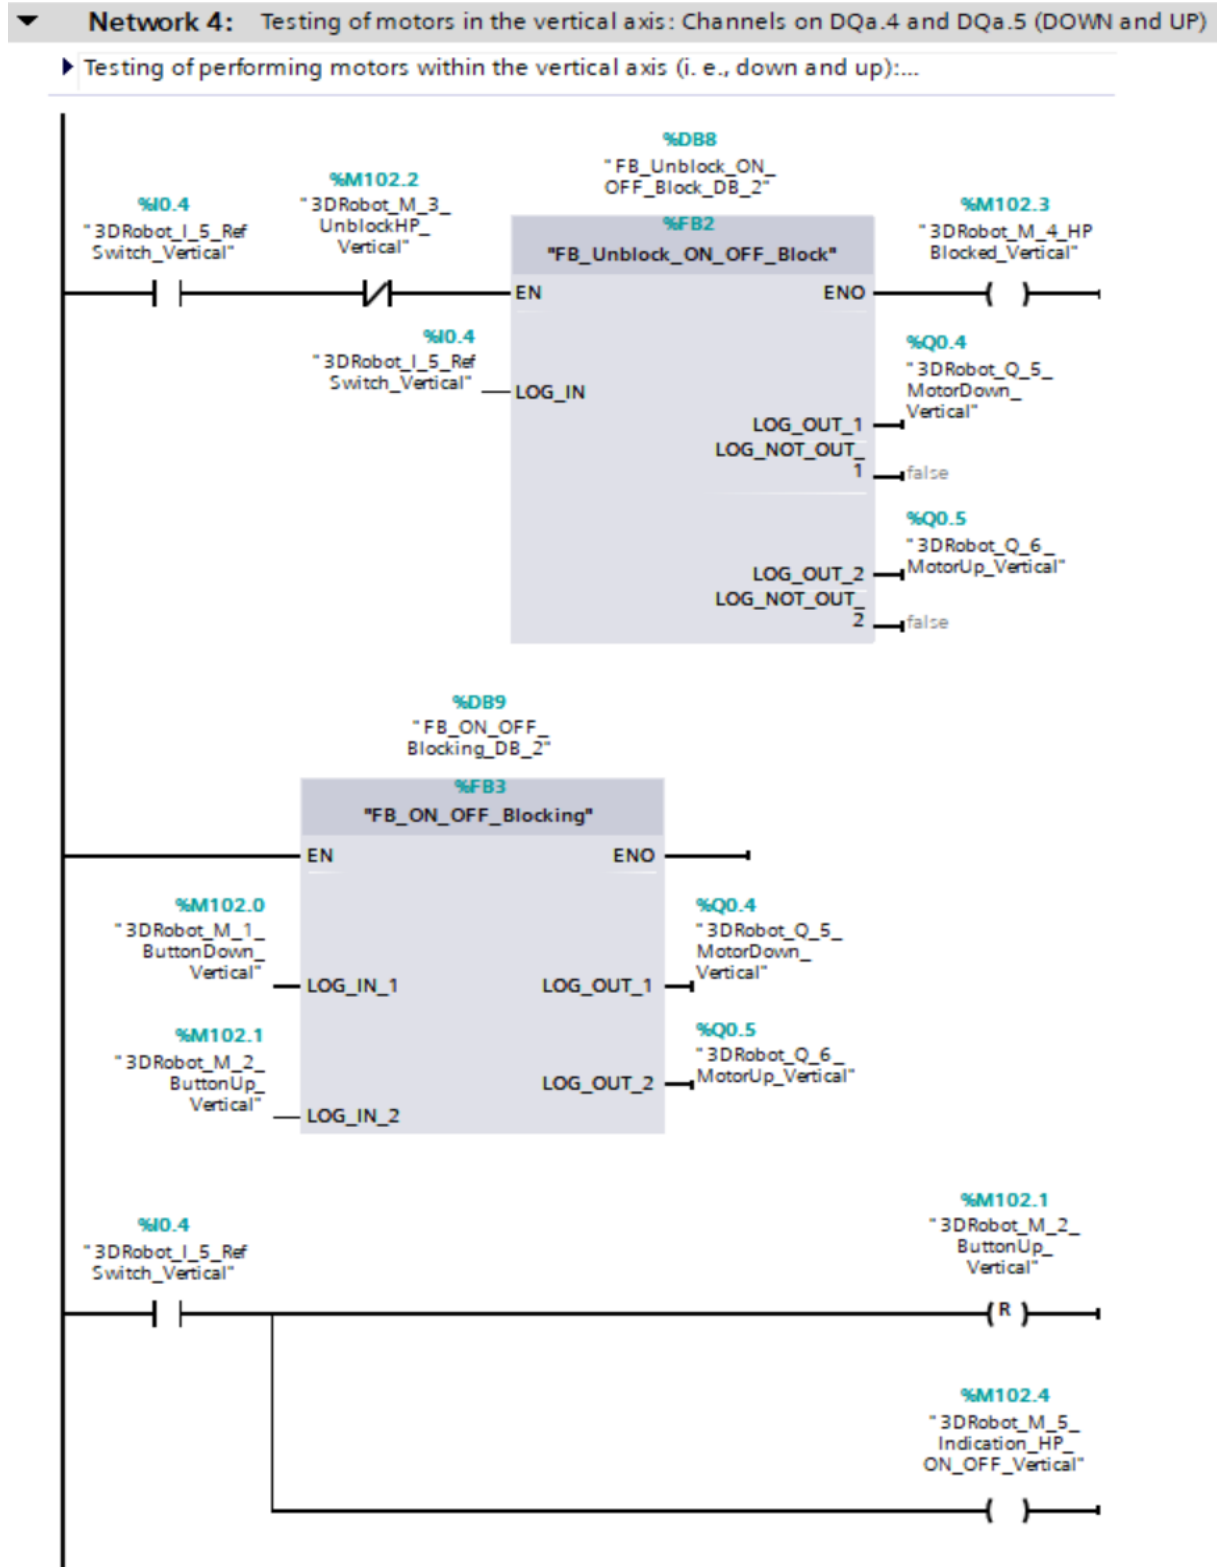 Network 4: Testing of motors in the vertical axis: Channels on DQa.4 and DQa.5 (DOWN and UP)
Testing of performing motors within the vertical axis (i. e., down and up):...
%DB8
"FB_Unblock_ON_
OFF_Block_DB_2"
%I0.4
"3DRobot_I_5_Ref
Switch_Vertical"
%M102.2
"3DRobot_M_3_
UnblockHP_
Vertical"
%FB2
"FB_Unblock_ON_OFF_Block"
%M102.3
"3DRobot_M_4_HP
Blocked_Vertical"
EN
ENO
%I0.4
"3DRobot_I_5_Ref
Switch_Vertical"
LOG_IN
%Q0.4
"3DRobot_Q_5_
MotorDown_
Vertical"
LOG_OUT_1
LOG_NOT_OUT_
1
false
%Q0.5
"3DRobot_Q_6_
MotorUp_Vertical"
LOG_OUT_2
LOG_NOT_OUT_
2
false
%DB9
"FB_ON_OFF_
Blocking_DB_2"
%FB3
"FB_ON_OFF_Blocking"
EN
ENO
%M102.0
"3DRobot_M_1_
ButtonDown_
Vertical"
LOG_IN_1
%Q0.4
"3DRobot_Q_5_
MotorDown_
Vertical"
LOG_OUT_1
%M102.1
"3DRobot_M_2_
ButtonUp_
Vertical"
LOG_IN_2
%Q0.5
"3DRobot_Q_6_
MotorUp_Vertical"
LOG_OUT_2
%I0.4
"3DRobot_I_5_Ref
Switch_Vertical"
%M102.1
"3DRobot_M_2_
ButtonUp_
Vertical"
R
%M102.4
"3DRobot_M_5_
Indication_HP_
ON_OFF_Vertical"